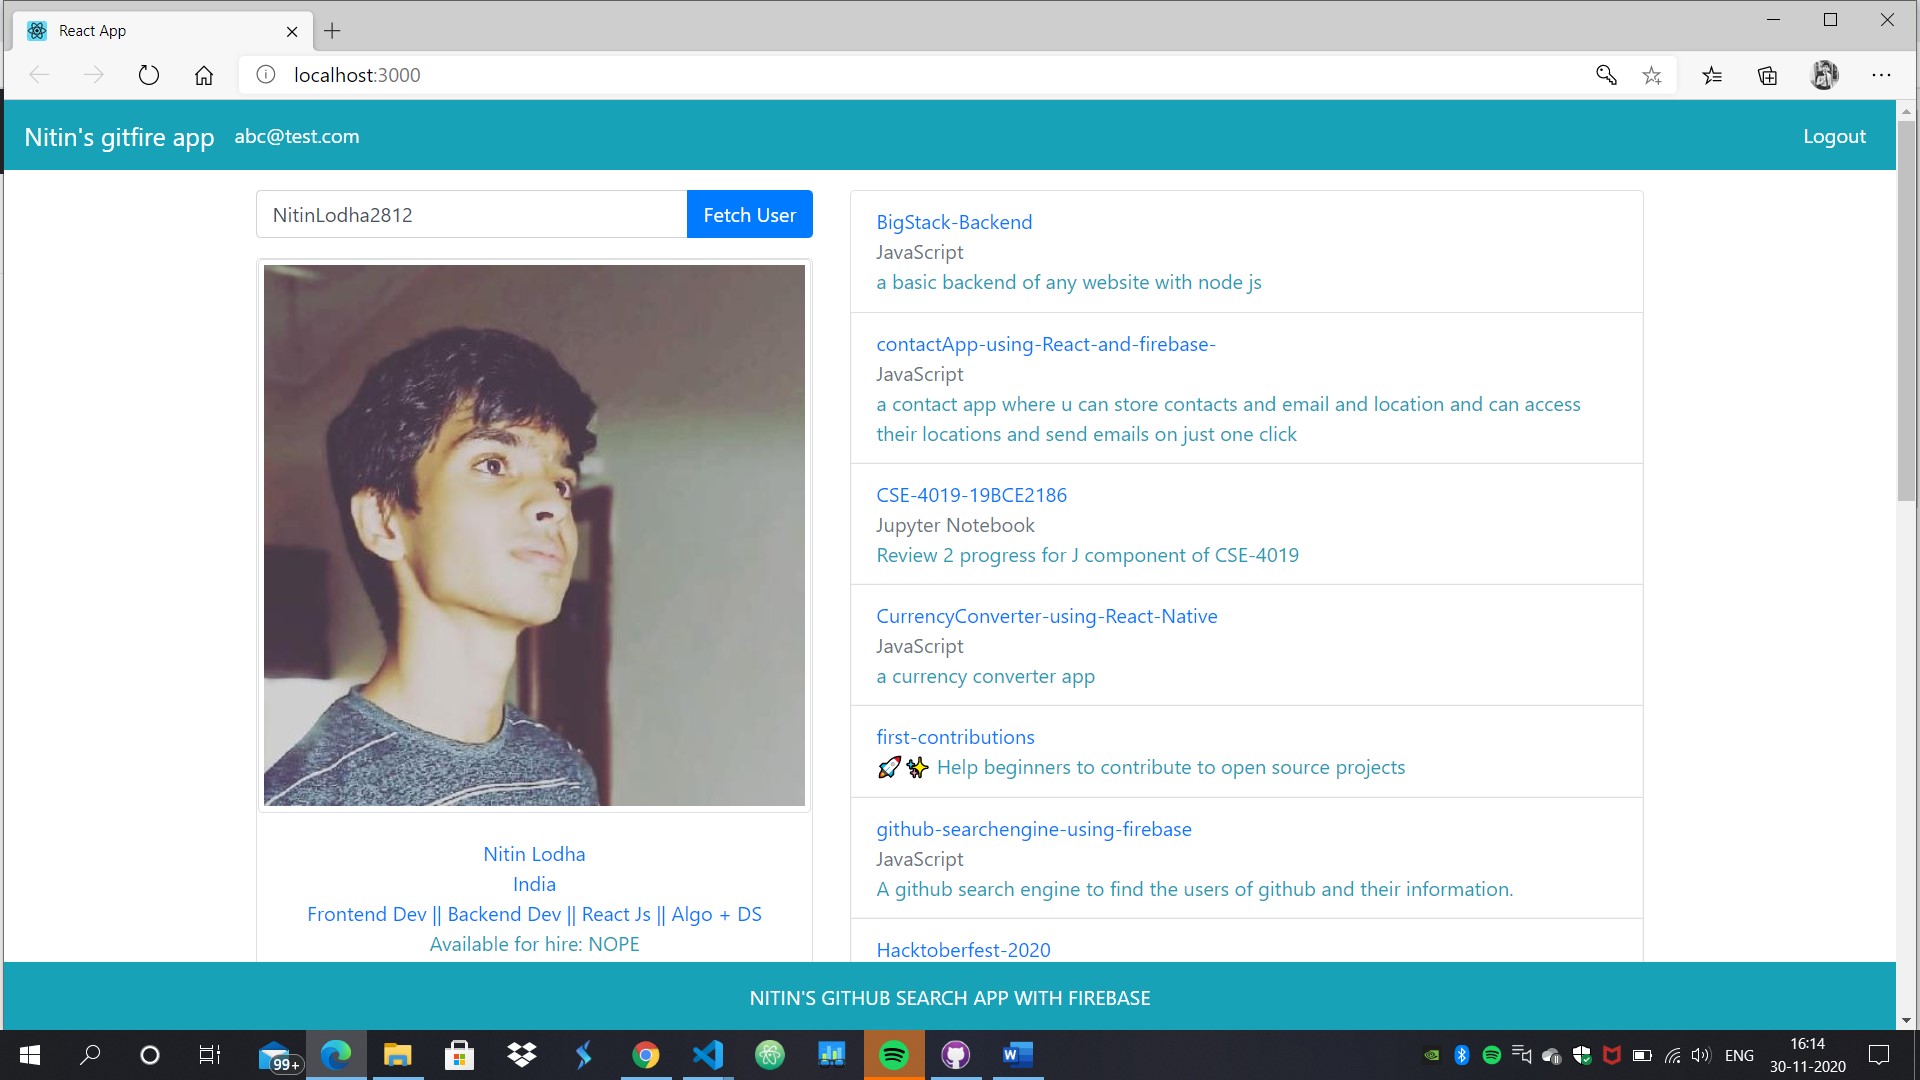 React App
localhost:3000
Nitin's gitfire app abc@test.com Logout
NitinLodha2812 Fetch User
Nitin Lodha
India
Frontend Dev || Backend Dev || React Js || Algo + DS
Available for hire: NOPE
BigStack-Backend
JavaScript
a basic backend of any website with node js
contactApp-using-React-and-firebase-
JavaScript
a contact app where u can store contacts and email and location and can access
their locations and send emails on just one click
CSE-4019-19BCE2186
Jupyter Notebook
Review 2 progress for J component of CSE-4019
CurrencyConverter-using-React-Native
JavaScript
a currency converter app
first-contributions
🚀✨ Help beginners to contribute to open source projects
github-searchengine-using-firebase
JavaScript
A github search engine to find the users of github and their information.
Hacktoberfest-2020
NITIN'S GITHUB SEARCH APP WITH FIREBASE
99+
ENG
16:14
30-11-2020